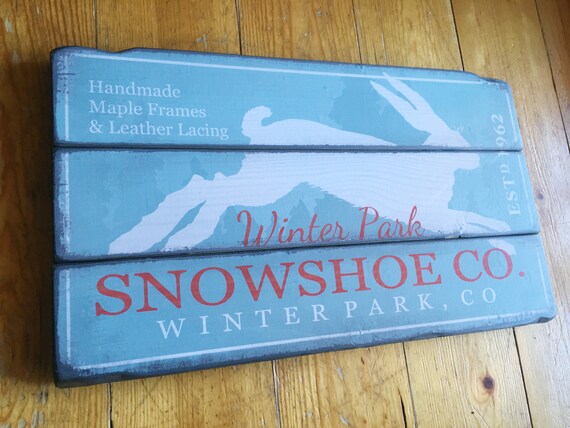 Handmade
Maple Frames
& Leather Lacing
ESTD 1962
Winter Park
SNOWSHOE CO.
WINTER PARK, CO